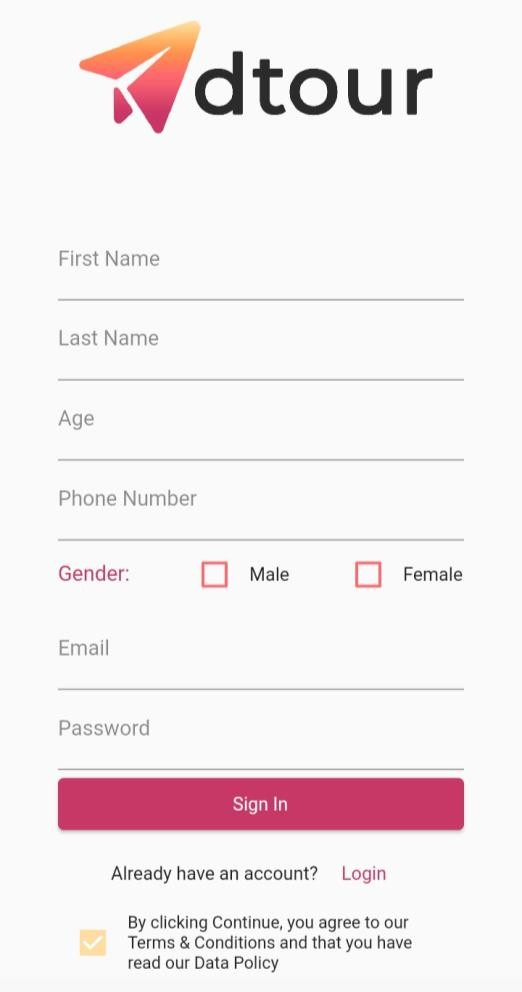 dtour
First Name
Last Name
Age
Phone Number
Gender: Male Female
Email
Password
Sign In
Already have an account? Login
By clicking Continue, you agree to our
Terms & Conditions and that you have
read our Data Policy